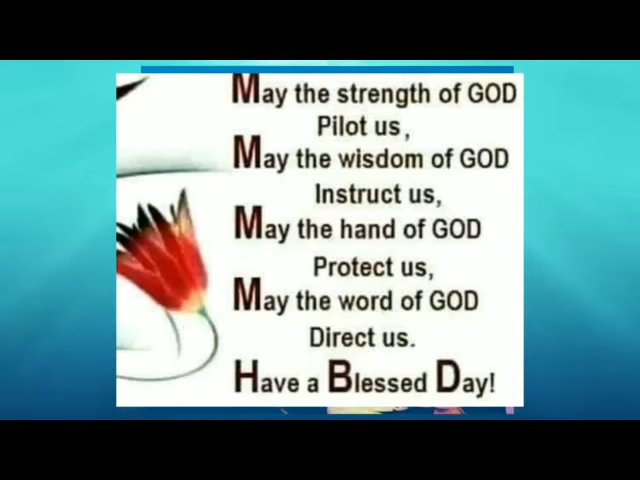 May the strength of GOD
Pilot us,
May the wisdom of GOD
Instruct us,
May the hand of GOD
Protect us,
May the word of GOD
Direct us.
Have a Blessed Day!